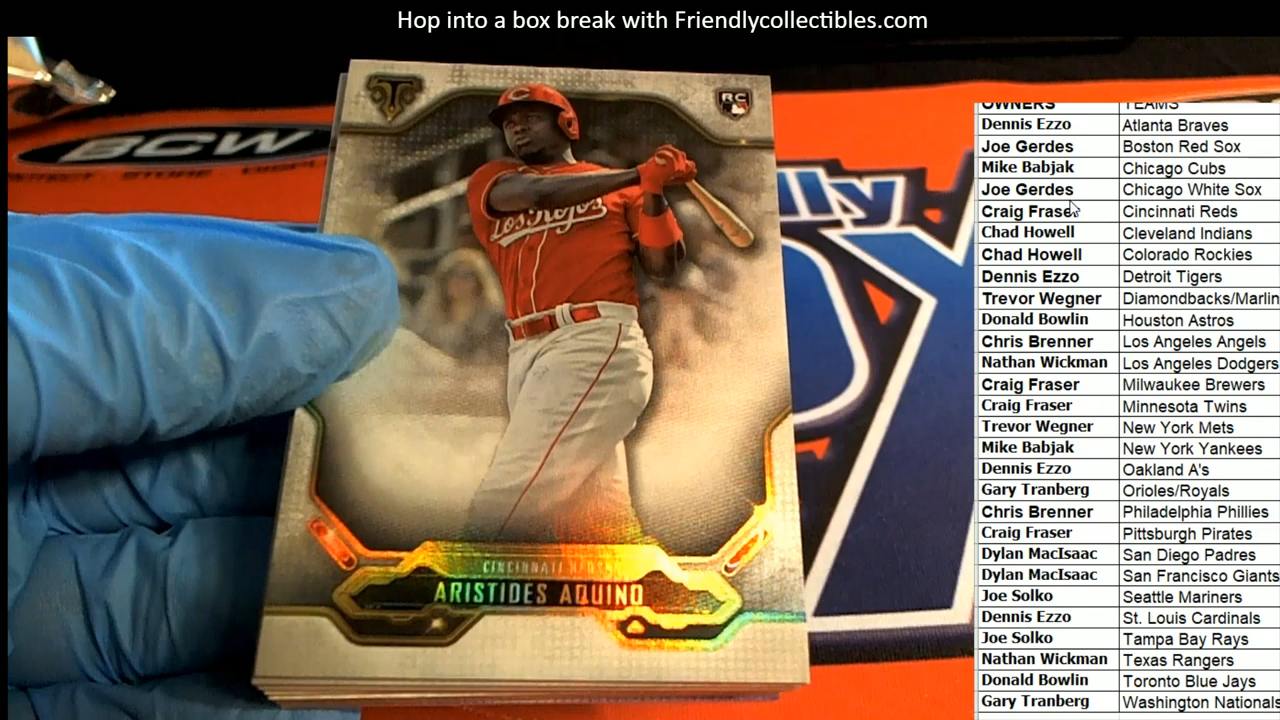 Hop into a box break with Friendlycollectibles.com
BCW
RC
Los Rojos
CINCINNATI REDS
ARISTIDES AQUINO
OWNERS TEAMS
Dennis Ezzo Atlanta Braves
Joe Gerdes Boston Red Sox
Mike Babjak Chicago Cubs
Joe Gerdes Chicago White Sox
Craig Fraser Cincinnati Reds
Chad Howell Cleveland Indians
Chad Howell Colorado Rockies
Dennis Ezzo Detroit Tigers
Trevor Wegner Diamondbacks/Marlin
Donald Bowlin Houston Astros
Chris Brenner Los Angeles Angels
Nathan Wickman Los Angeles Dodgers
Craig Fraser Milwaukee Brewers
Craig Fraser Minnesota Twins
Trevor Wegner New York Mets
Mike Babjak New York Yankees
Dennis Ezzo Oakland A's
Gary Tranberg Orioles/Royals
Chris Brenner Philadelphia Phillies
Craig Fraser Pittsburgh Pirates
Dylan MacIsaac San Diego Padres
Dylan MacIsaac San Francisco Giants
Joe Solko Seattle Mariners
Dennis Ezzo St. Louis Cardinals
Joe Solko Tampa Bay Rays
Nathan Wickman Texas Rangers
Donald Bowlin Toronto Blue Jays
Gary Tranberg Washington Nationals